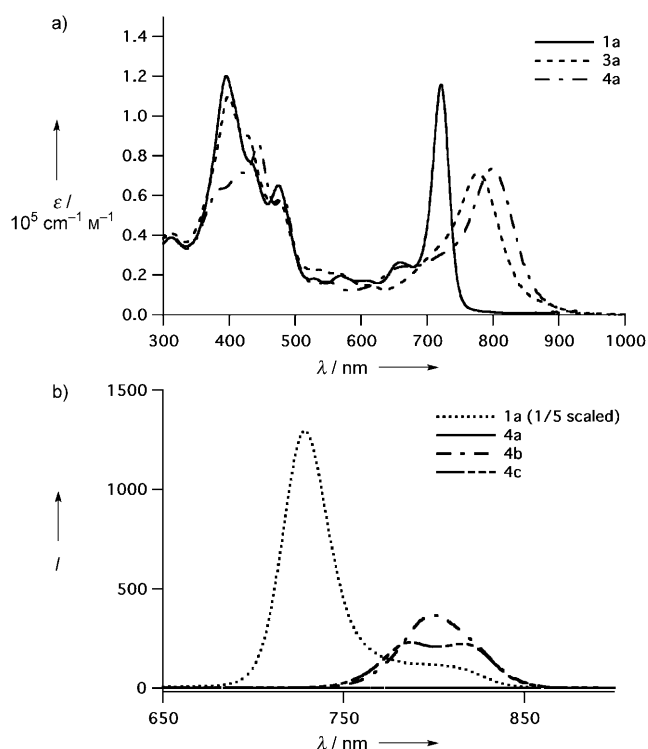 a)
1a
3a
4a
1.4
1.2
1.0
0.8
0.6
0.4
0.2
0.0
ε /
10⁵ cm⁻¹ M⁻¹
300 400 500 600 700 800 900 1000
λ / nm
b)
1a (1/5 scaled)
4a
4b
4c
1500
1000
500
0
I
650 750 850
λ / nm